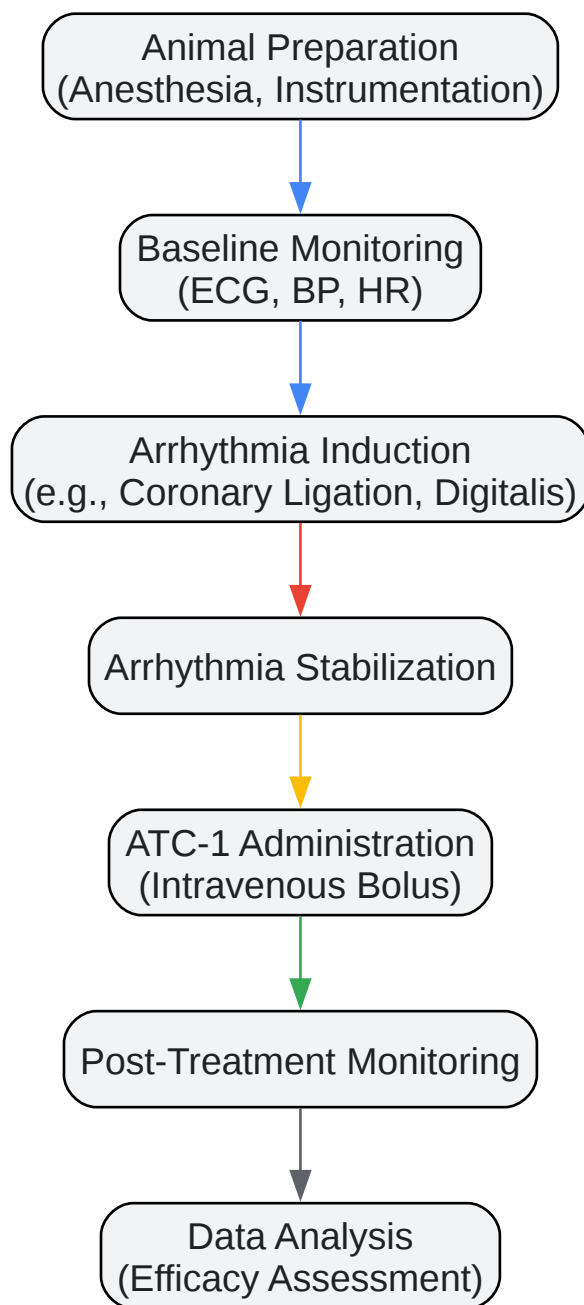 Animal Preparation
(Anesthesia, Instrumentation)
Baseline Monitoring
(ECG, BP, HR)
Arrhythmia Induction
(e.g., Coronary Ligation, Digitalis)
Arrhythmia Stabilization
ATC-1 Administration
(Intravenous Bolus)
Post-Treatment Monitoring
Data Analysis
(Efficacy Assessment)